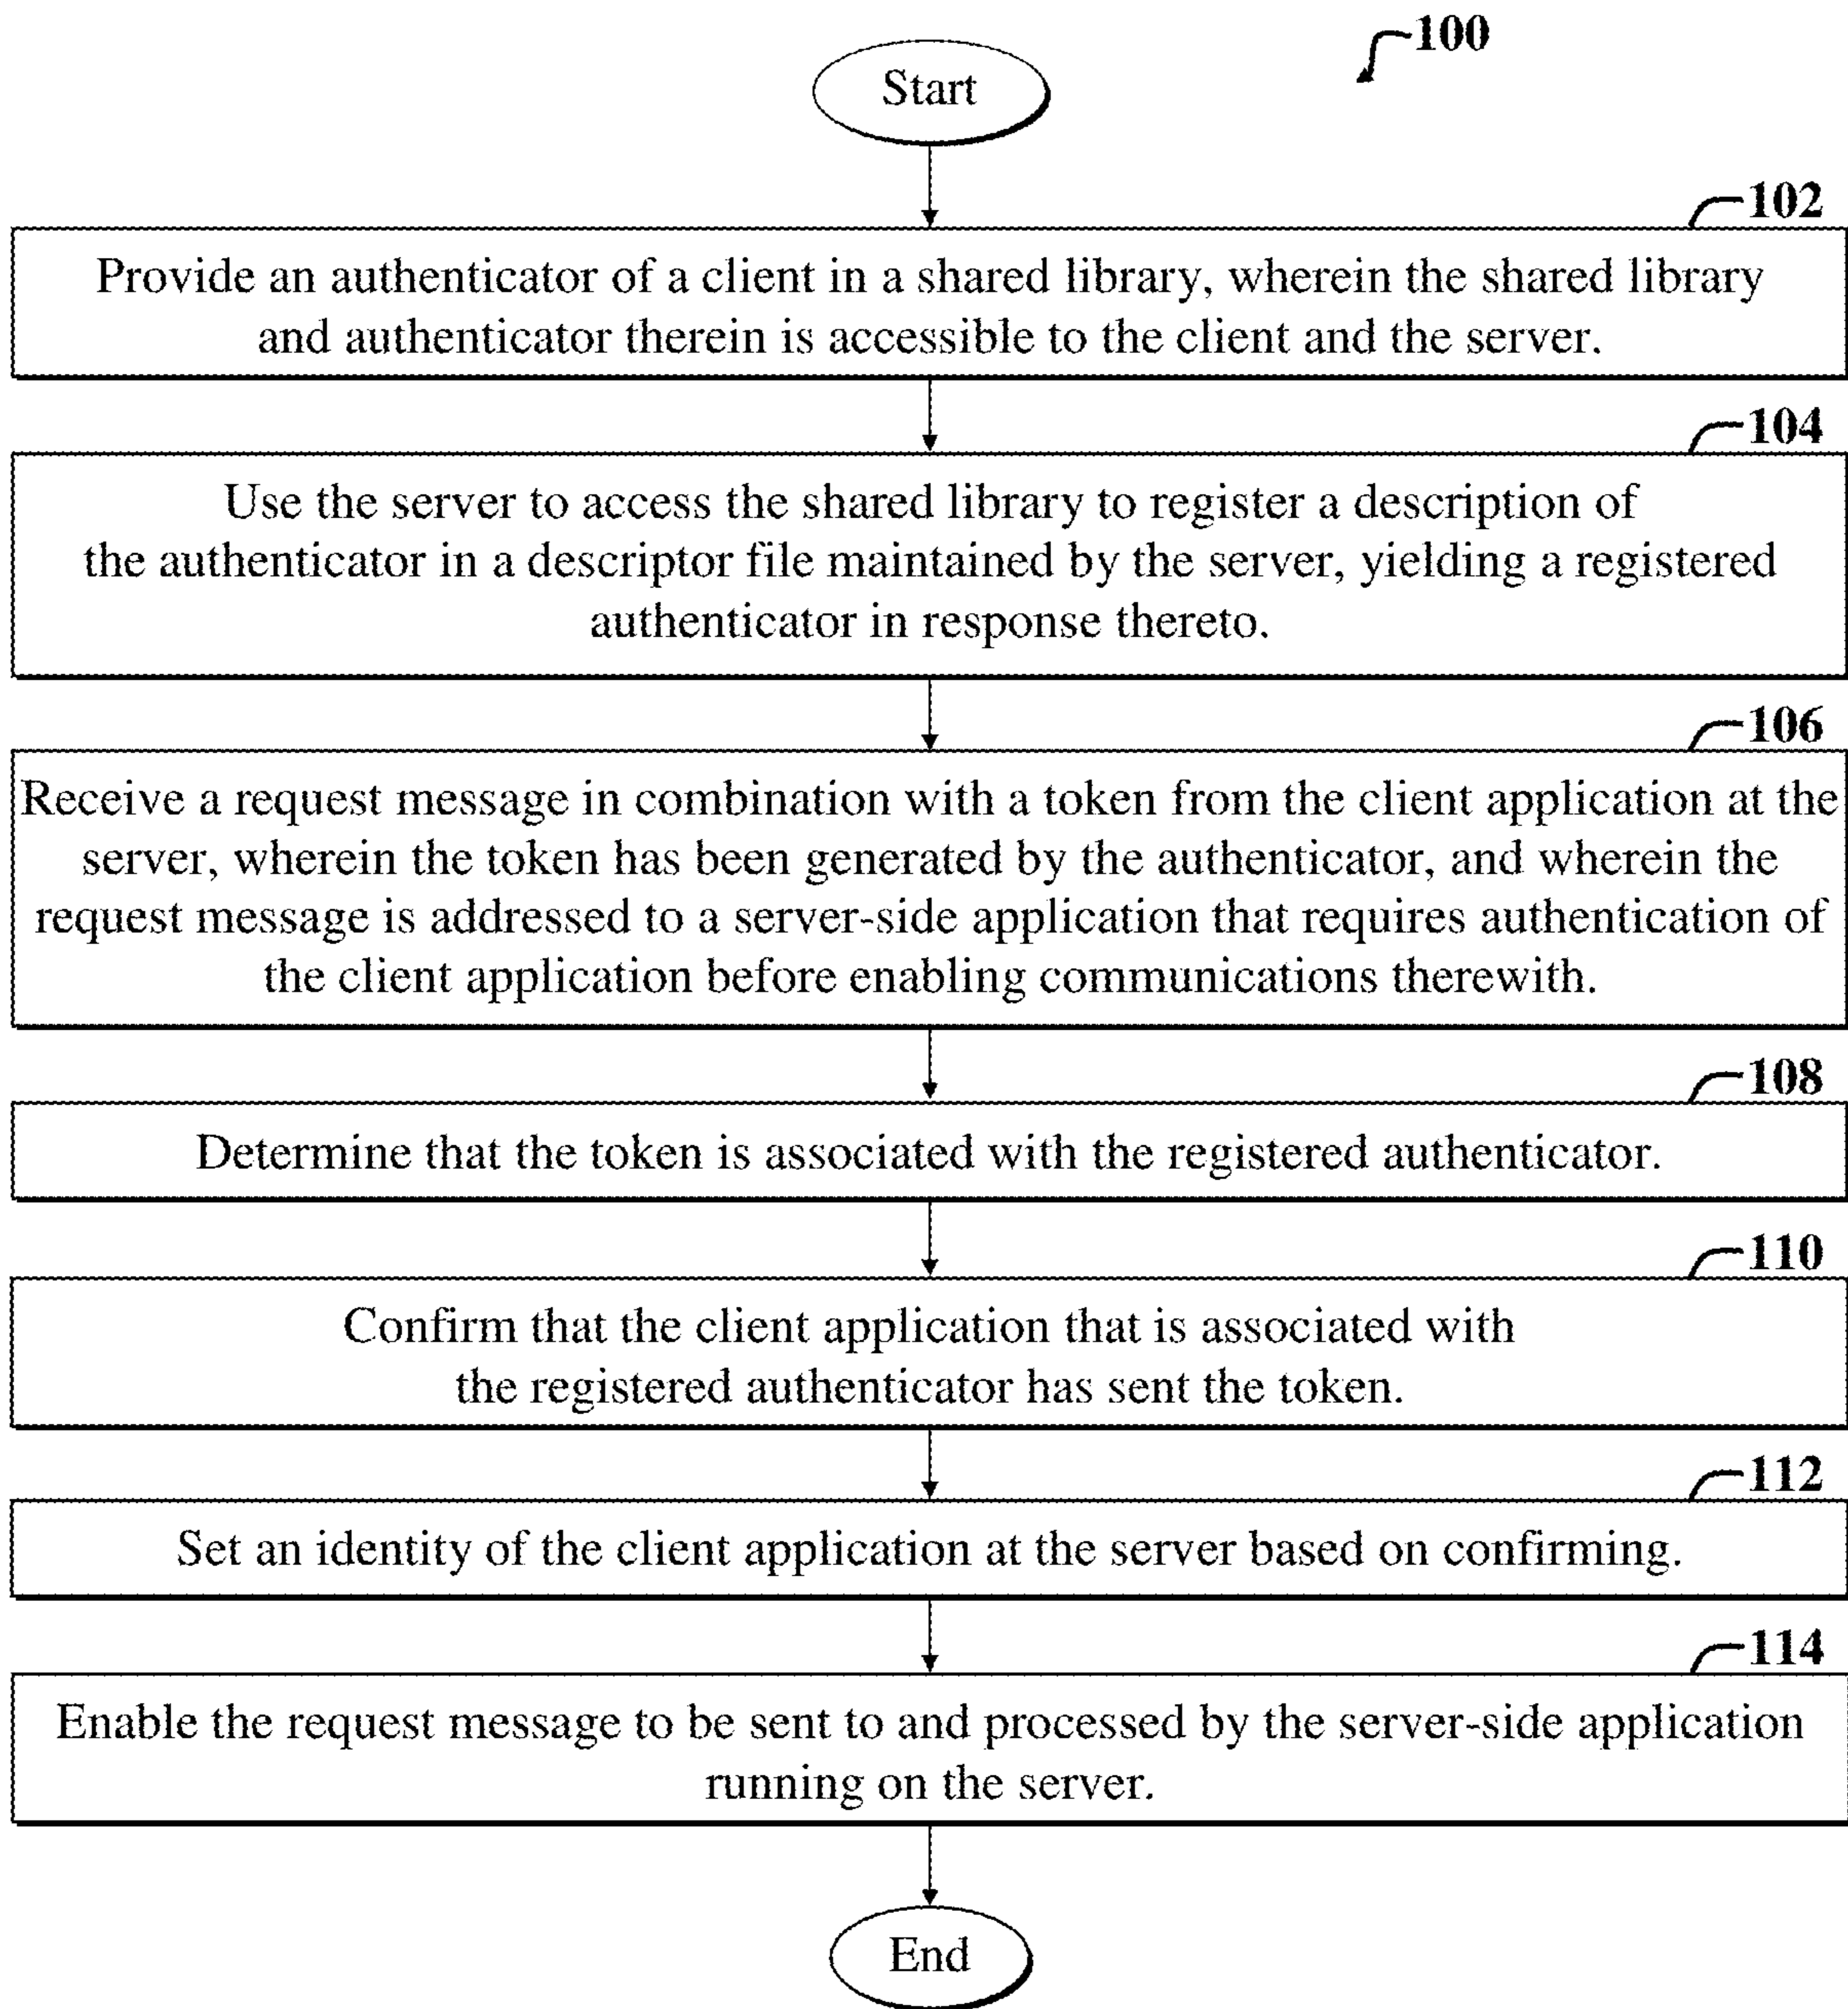 100
Start
102
Provide an authenticator of a client in a shared library, wherein the shared library
and authenticator therein is accessible to the client and the server.
104
Use the server to access the shared library to register a description of
the authenticator in a descriptor file maintained by the server, yielding a registered
authenticator in response thereto.
106
Receive a request message in combination with a token from the client application at the
server, wherein the token has been generated by the authenticator, and wherein the
request message is addressed to a server-side application that requires authentication of
the client application before enabling communications therewith.
108
Determine that the token is associated with the registered authenticator.
110
Confirm that the client application that is associated with
the registered authenticator has sent the token.
112
Set an identity of the client application at the server based on confirming.
114
Enable the request message to be sent to and processed by the server-side application
running on the server.
End